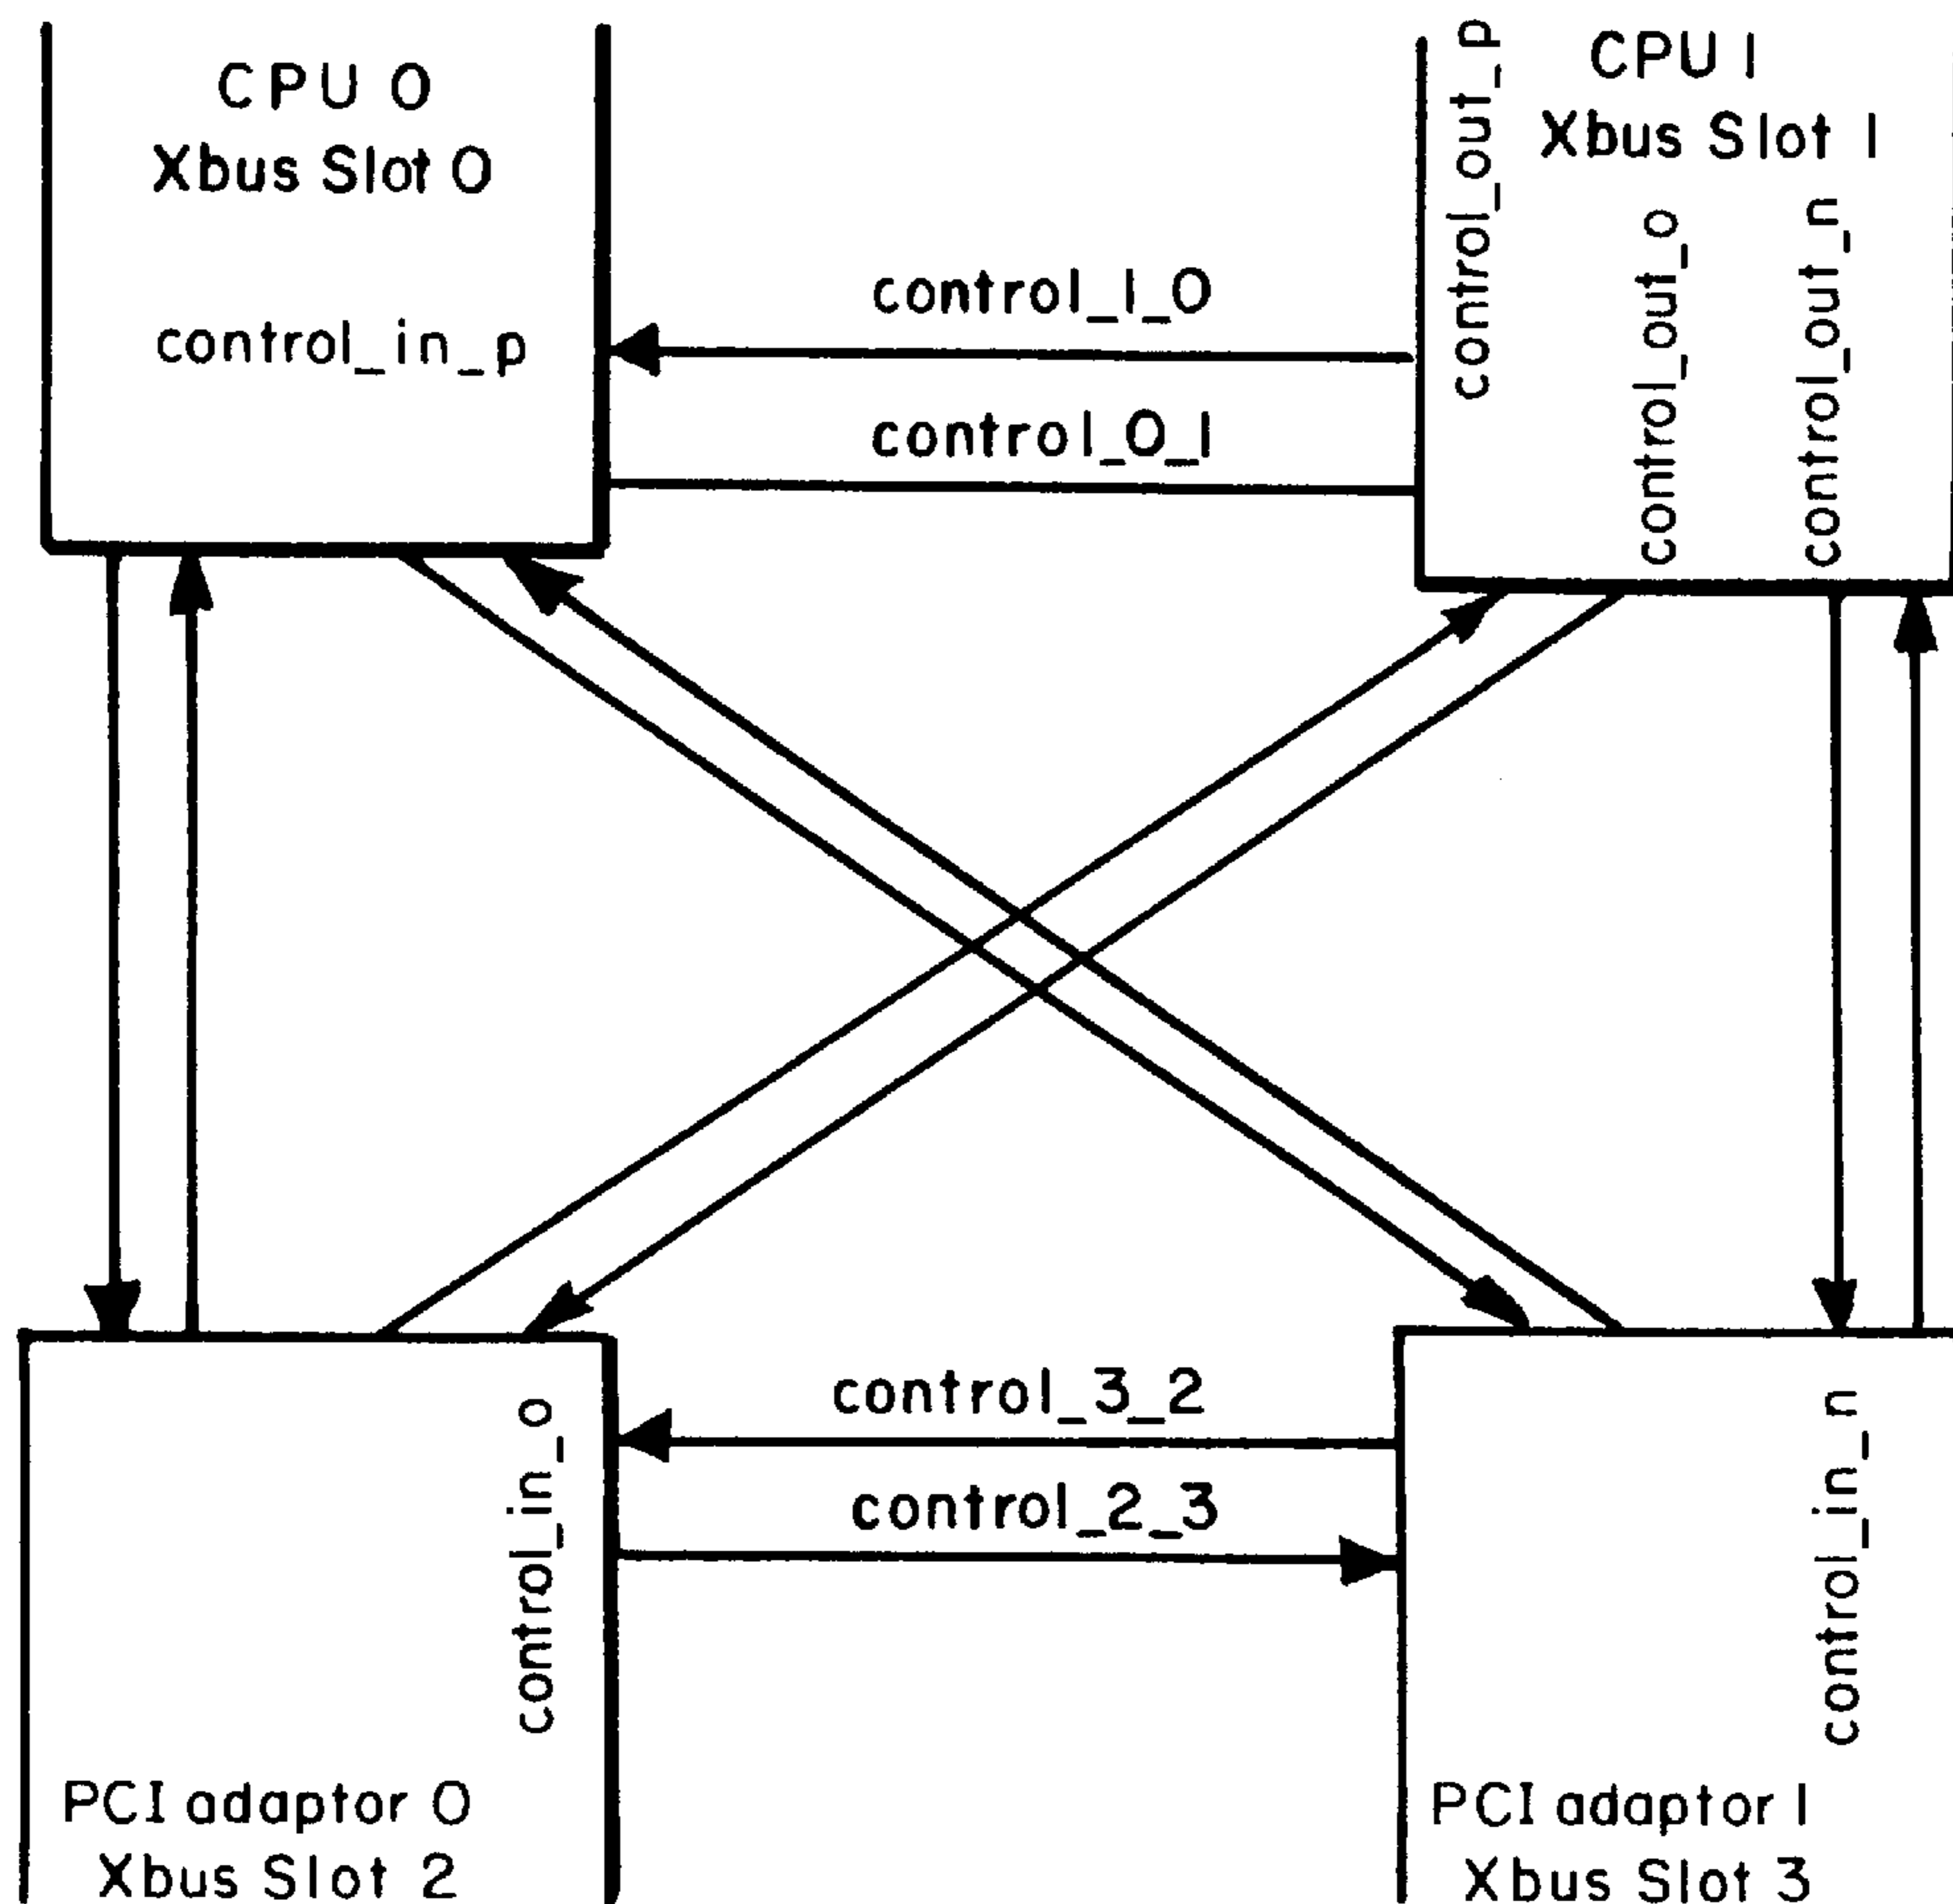 CPU 0
Xbus Slot 0
control_in_p
control_1_0
control_0_1
control_out_p
CPU 1
Xbus Slot 1
control_out_o
control_out_n
control_3_2
control_2_3
control_in_o
PCI adaptor 0
Xbus Slot 2
control_in_n
PCI adaptor 1
Xbus Slot 3